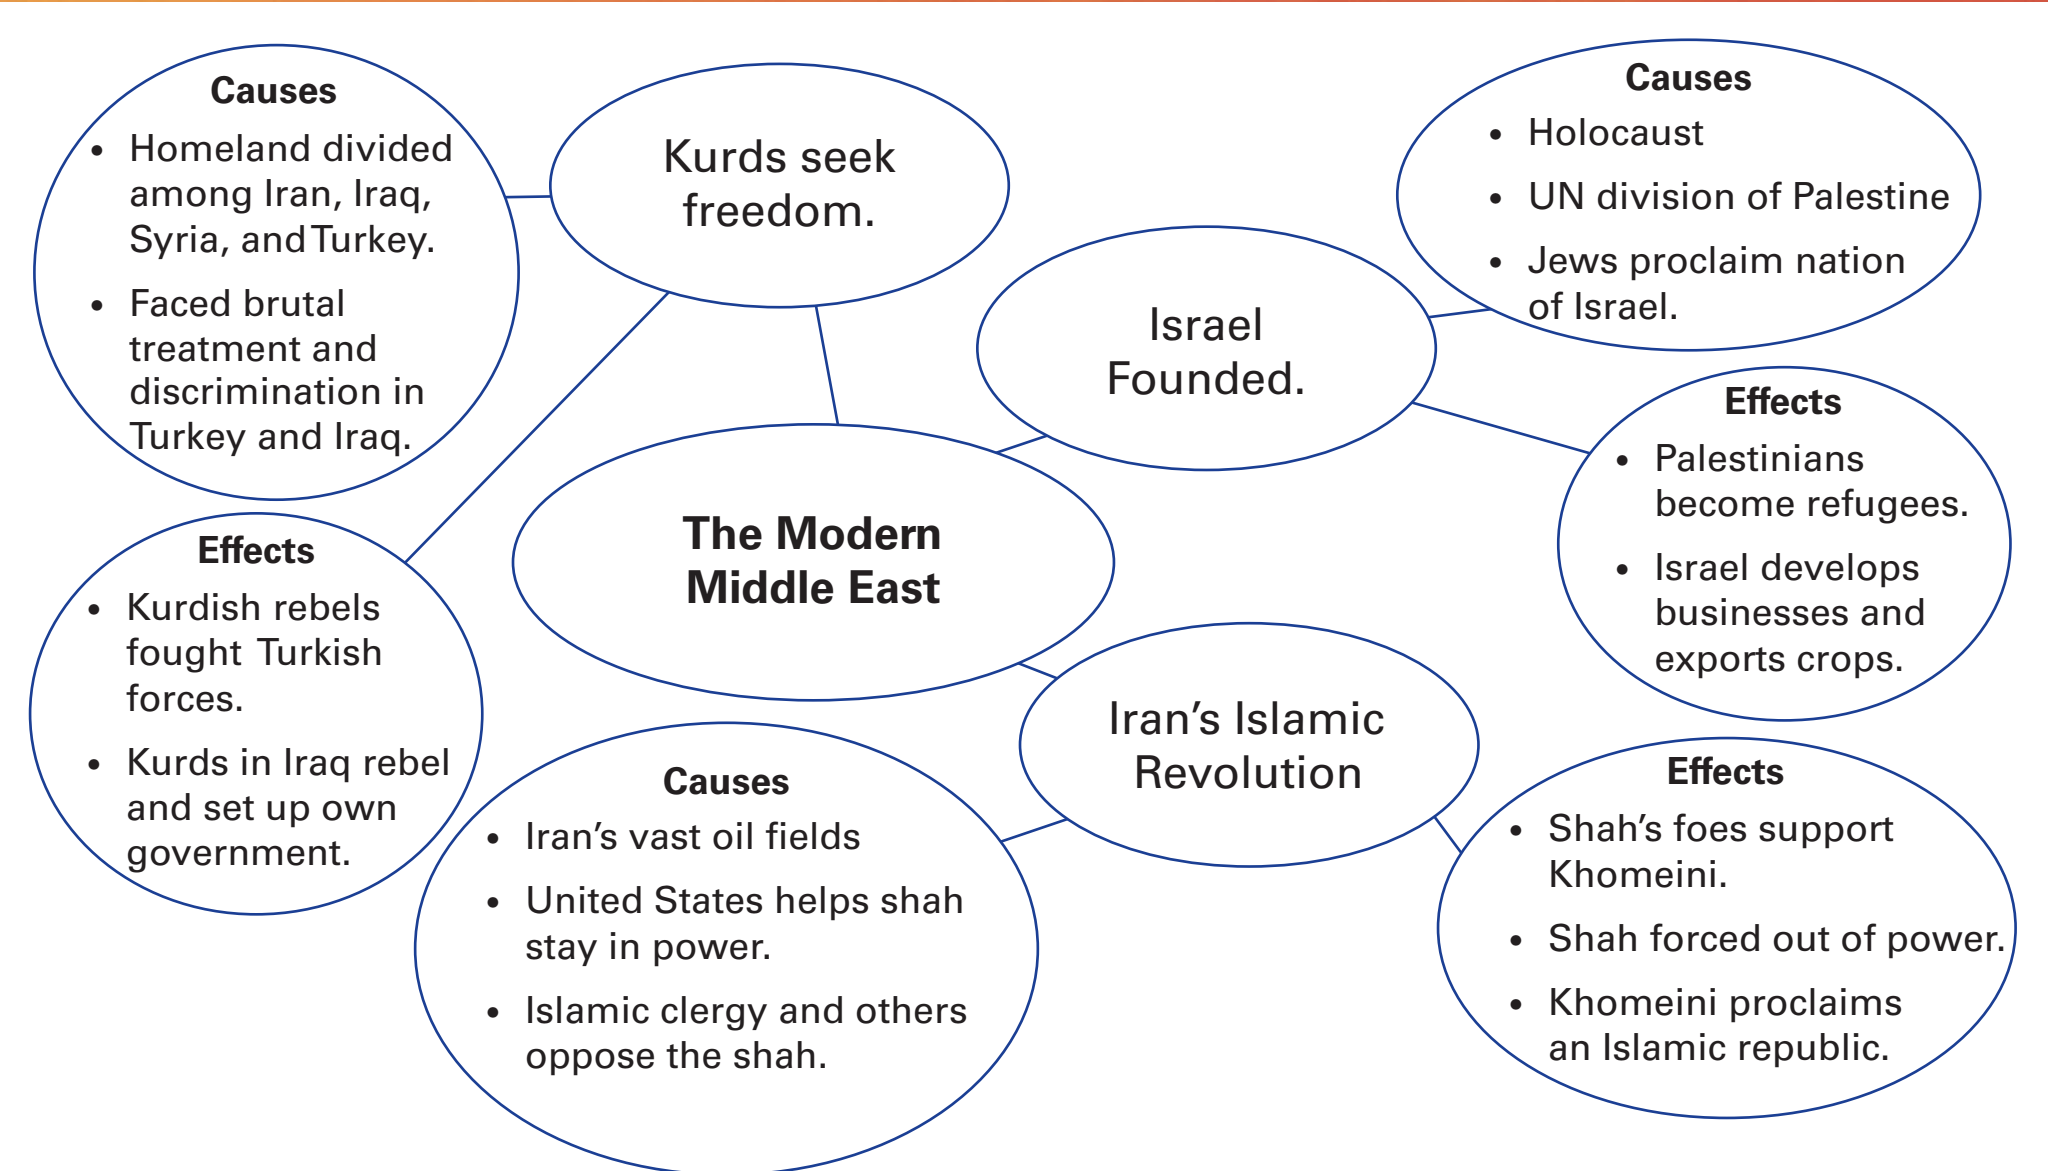 Causes
• Homeland divided
among Iran, Iraq,
Syria, and Turkey.
• Faced brutal
treatment and
discrimination in
Turkey and Iraq.
Kurds seek
freedom.
Effects
• Kurdish rebels
fought Turkish
forces.
• Kurds in Iraq rebel
and set up own
government.
The Modern
Middle East
Israel
Founded.
Causes
• Holocaust
• UN division of Palestine
• Jews proclaim nation
of Israel.
Effects
• Palestinians
become refugees.
• Israel develops
businesses and
exports crops.
Iran’s Islamic
Revolution
Causes
• Iran’s vast oil fields
• United States helps shah
stay in power.
• Islamic clergy and others
oppose the shah.
Effects
• Shah’s foes support
Khomeini.
• Shah forced out of power.
• Khomeini proclaims
an Islamic republic.